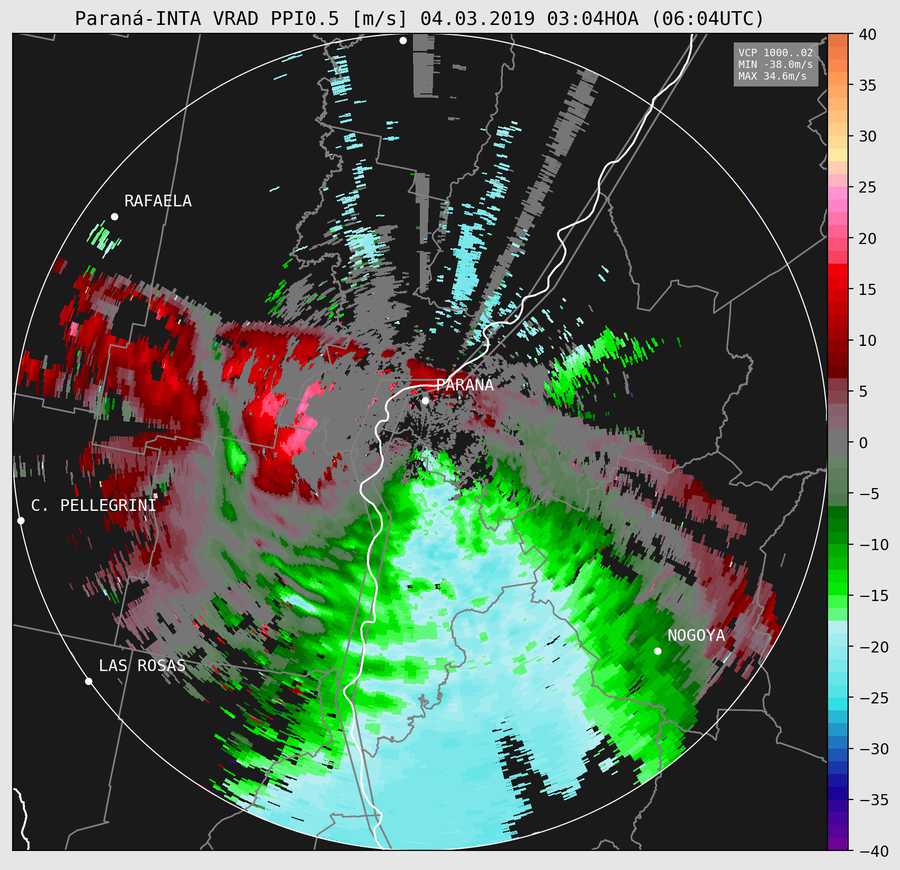 Paraná-INTA VRAD PPI0.5 [m/s] 04.03.2019 03:04HOA (06:04UTC)
VCP 1000..02
MIN -38.0m/s
MAX 34.6m/s
40
35
30
25
20
15
10
5
0
−5
−10
−15
−20
−25
−30
−35
−40
RAFAELA
PARANA
C. PELLEGRINI
NOGOYA
LAS ROSAS